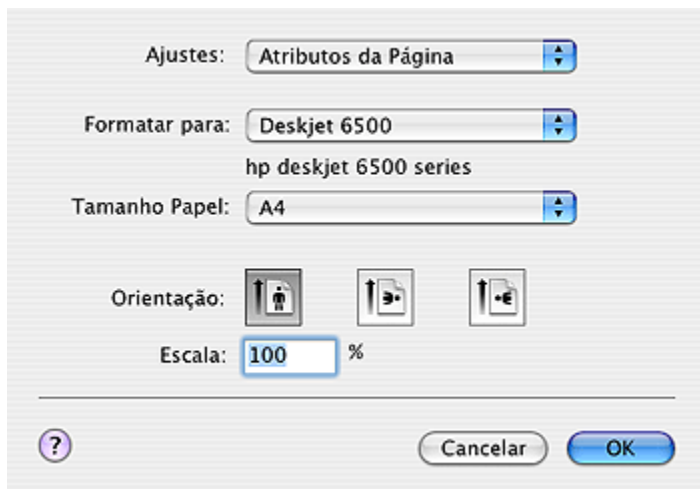 Ajustes: Atributos da Página
Formatar para: Deskjet 6500
hp deskjet 6500 series
Tamanho Papel: A4
Orientação:
Escala: 100 %
? Cancelar OK